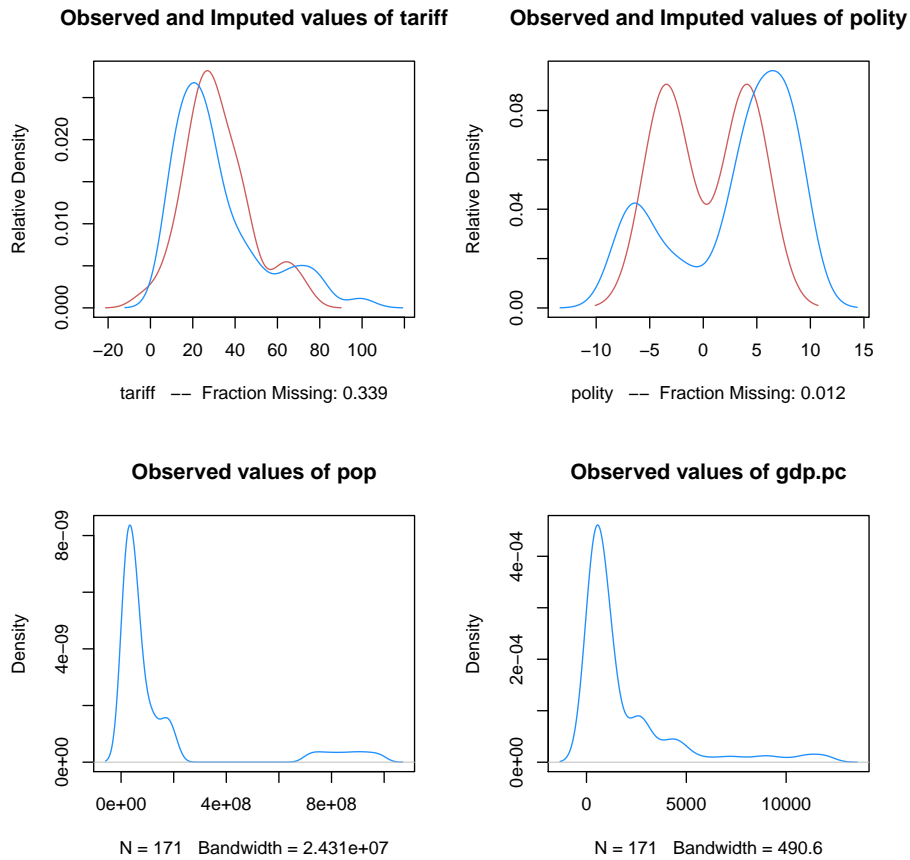 Observed and Imputed values of tariff
Relative Density
0.000
0.010
0.020
−20 0 20 40 60 80 100
tariff −− Fraction Missing: 0.339
Observed and Imputed values of polity
Relative Density
0.00
0.04
0.08
−10 −5 0 5 10 15
polity −− Fraction Missing: 0.012
Observed values of pop
Density
0e+00
4e−09
8e−09
0e+00 4e+08 8e+08
N = 171 Bandwidth = 2.431e+07
Observed values of gdp.pc
Density
0e+00
2e−04
4e−04
0 5000 10000
N = 171 Bandwidth = 490.6